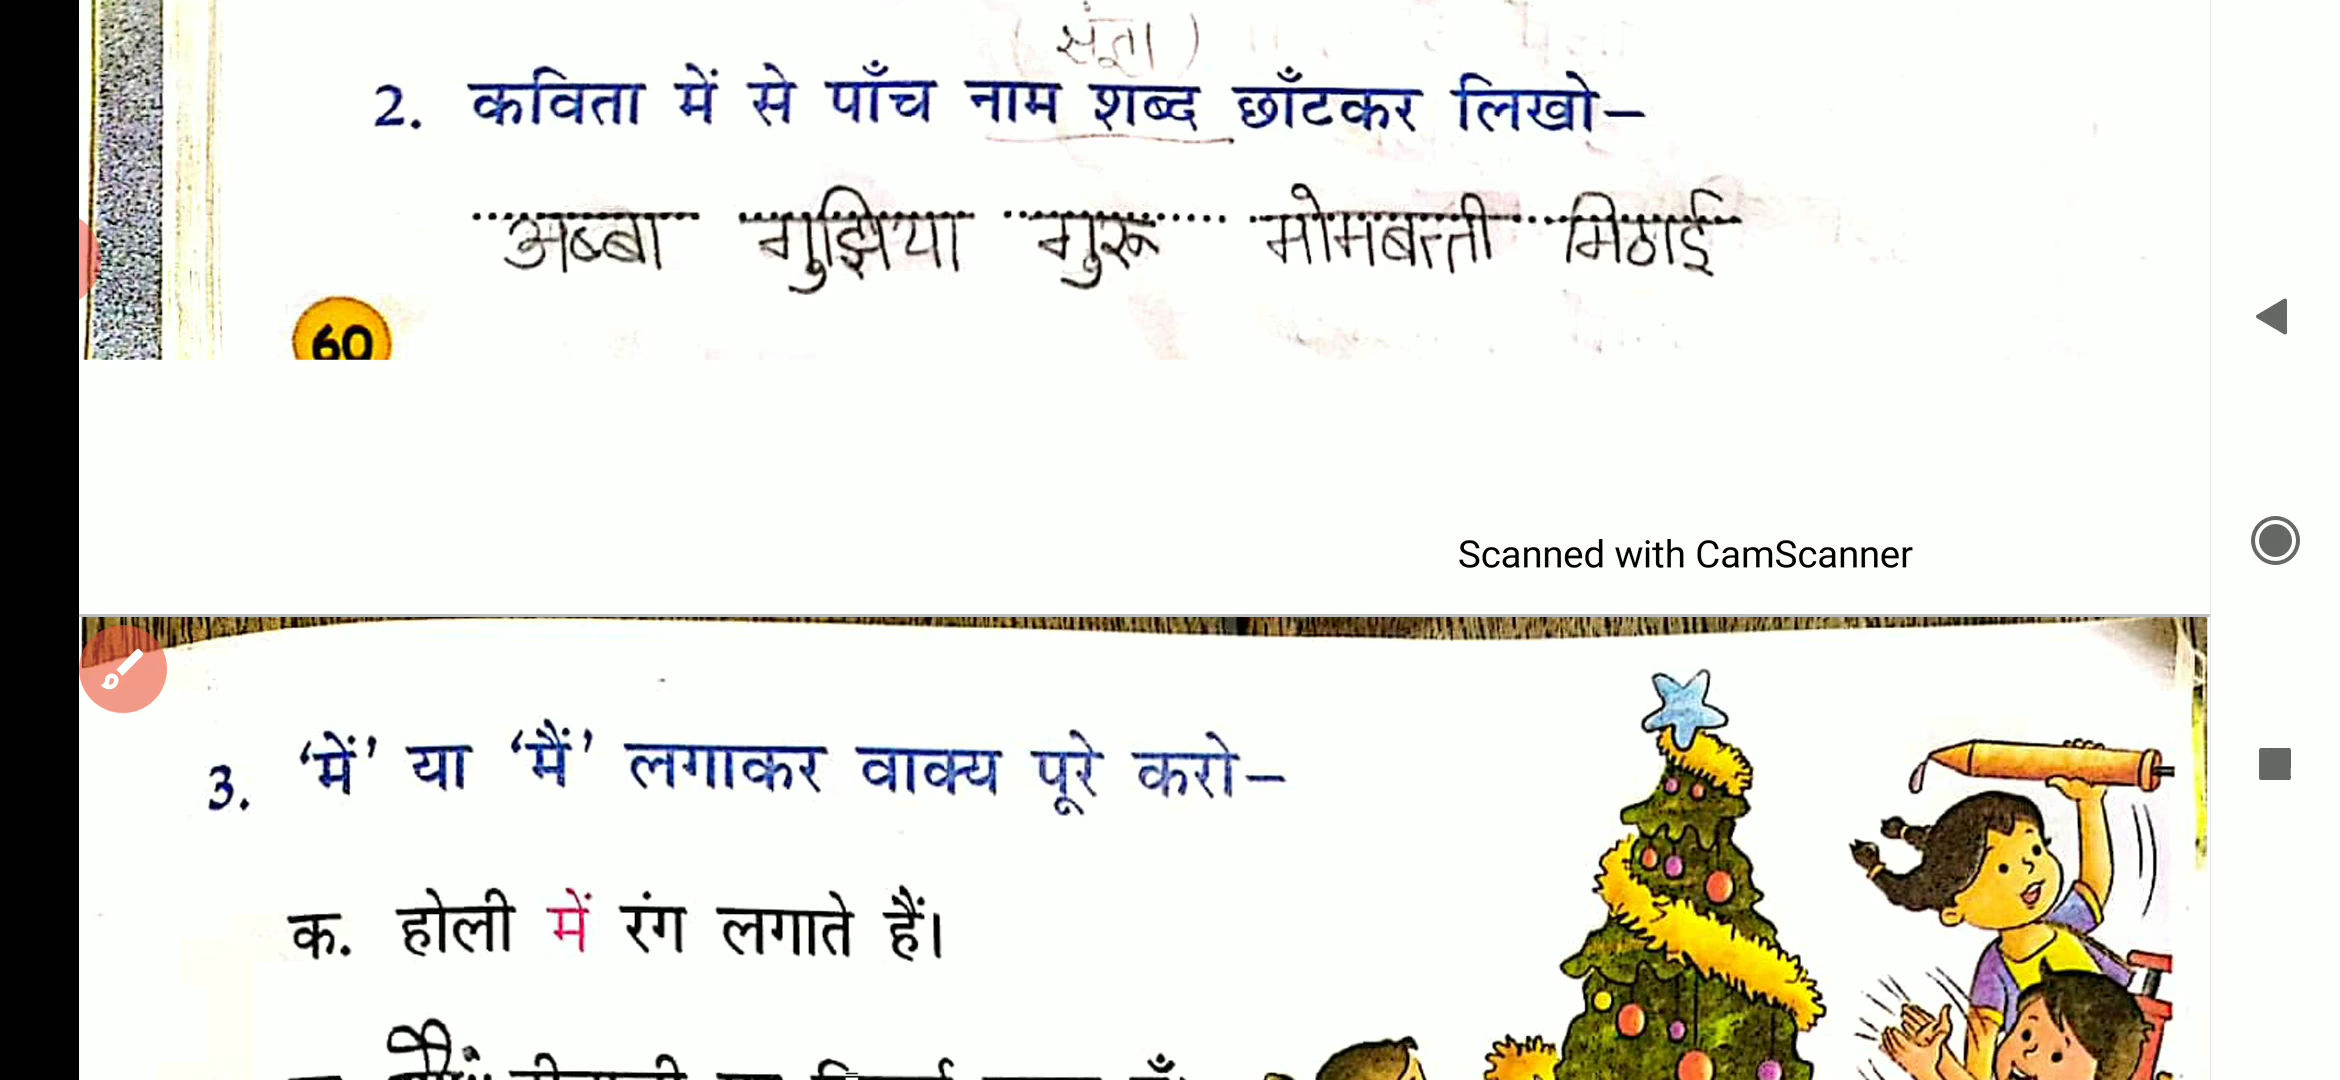 2. कविता में से पाँच नाम शब्द छाँटकर लिखो–
अब्बा गुझिया गुरू मोमबत्ती मिठाई
60
Scanned with CamScanner
3. ‘में’ या ‘मैं’ लगाकर वाक्य पूरे करो–
क. होली में रंग लगाते हैं।